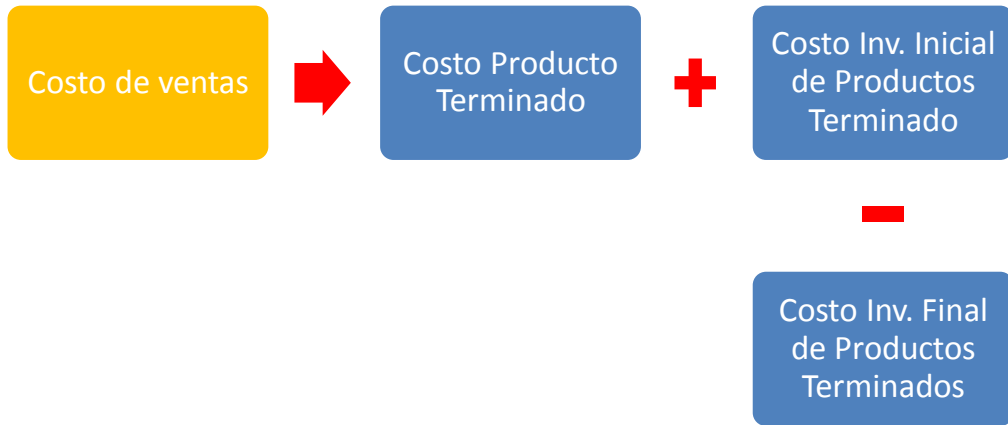 Costo de ventas
Costo Producto
Terminado
Costo Inv. Inicial
de Productos
Terminado
Costo Inv. Final
de Productos
Terminados